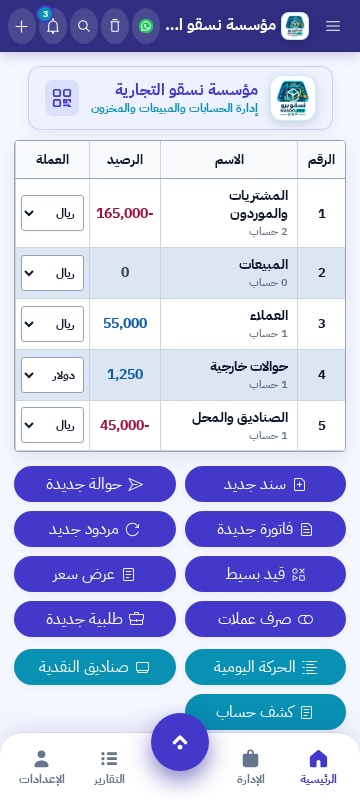 مؤسسة نسقو ا...
3
مؤسسة نسقو التجارية
إدارة الحسابات والمبيعات والمخزون
الرقم الاسم الرصيد العملة
1 المشتريات والموردون -165,000 ريال
2 حساب
2 المبيعات 0 ريال
0 حساب
3 العملاء 55,000 ريال
1 حساب
4 حوالات خارجية 1,250 دولار
1 حساب
5 الصناديق والمحل -45,000 ريال
1 حساب
سند جديد
حوالة جديدة
فاتورة جديدة
مردود جديد
قيد بسيط
عرض سعر
صرف عملات
طلبية جديدة
الحركة اليومية
صناديق النقدية
كشف حساب
الرئيسية
الإدارة
التقارير
الإعدادات